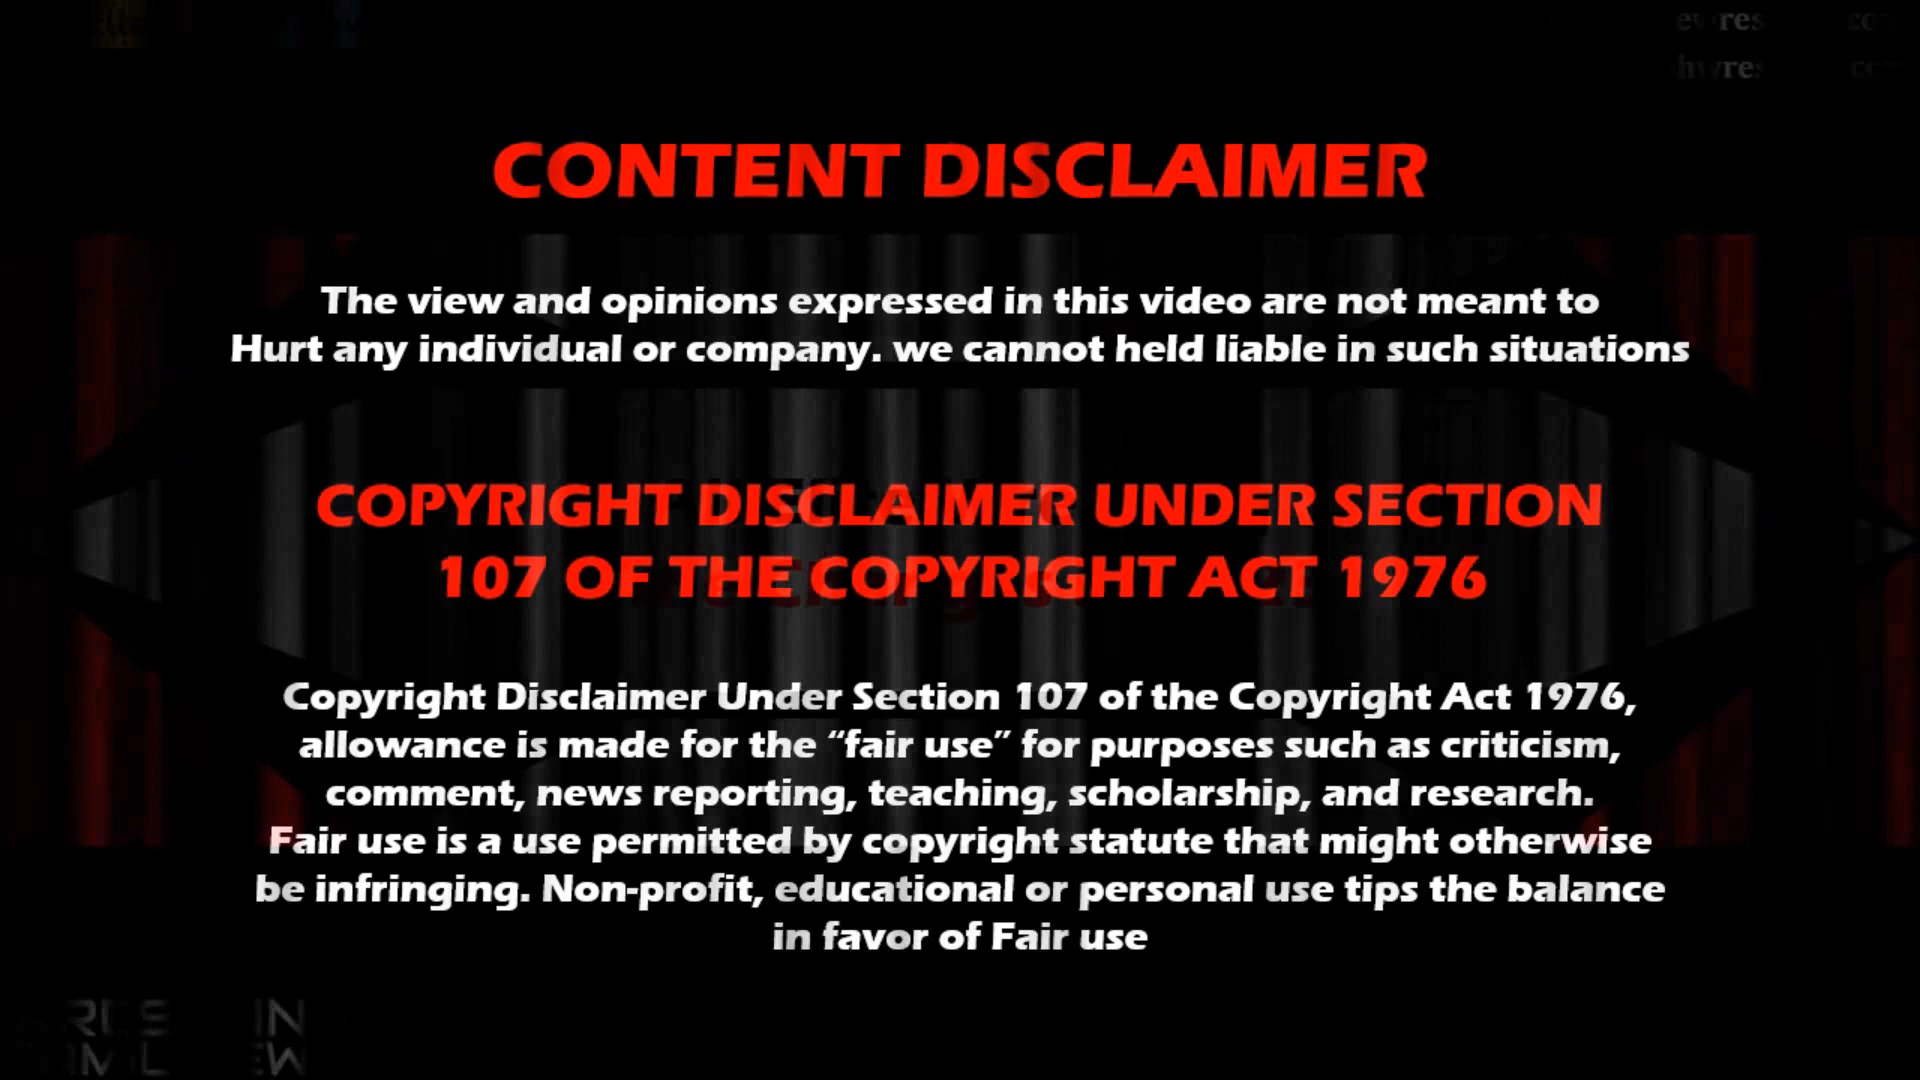 CONTENT DISCLAIMER
The view and opinions expressed in this video are not meant to
Hurt any individual or company. we cannot held liable in such situations
COPYRIGHT DISCLAIMER UNDER SECTION
107 OF THE COPYRIGHT ACT 1976
Copyright Disclaimer Under Section 107 of the Copyright Act 1976,
allowance is made for the “fair use” for purposes such as criticism,
comment, news reporting, teaching, scholarship, and research.
Fair use is a use permitted by copyright statute that might otherwise
be infringing. Non-profit, educational or personal use tips the balance
in favor of Fair use